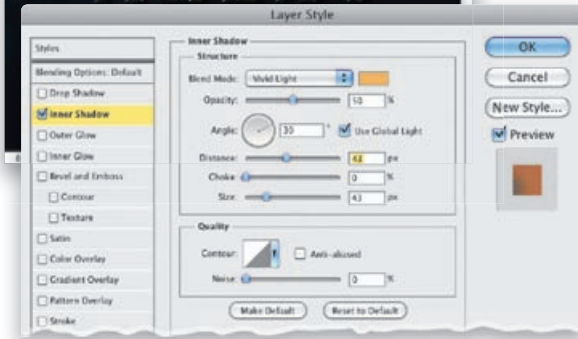 Layer Style
Styles
Blending Options: Default
Drop Shadow
Inner Shadow
Outer Glow
Inner Glow
Bevel and Emboss
Contour
Texture
Satin
Color Overlay
Gradient Overlay
Pattern Overlay
Stroke
Inner Shadow
Structure
Blend Mode: Vivid Light
Opacity: 50 %
Angle: 30 ° Use Global Light
Distance: 43 px
Choke: 0 %
Size: 43 px
Quality
Contour: Anti-aliased
Noise: 0 %
Make Default Reset to Default
OK
Cancel
New Style...
Preview